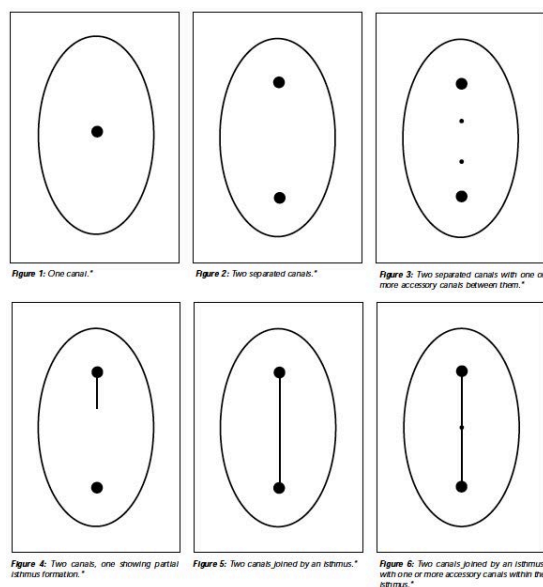 Figure 1: One canal.*
Figure 2: Two separated canals.*
Figure 3: Two separated canals with one or
more accessory canals between them.*
Figure 4: Two canals, one showing partial
isthmus formation.*
Figure 5: Two canals joined by an isthmus.*
Figure 6: Two canals joined by an isthmus
with one or more accessory canals within the
isthmus.*